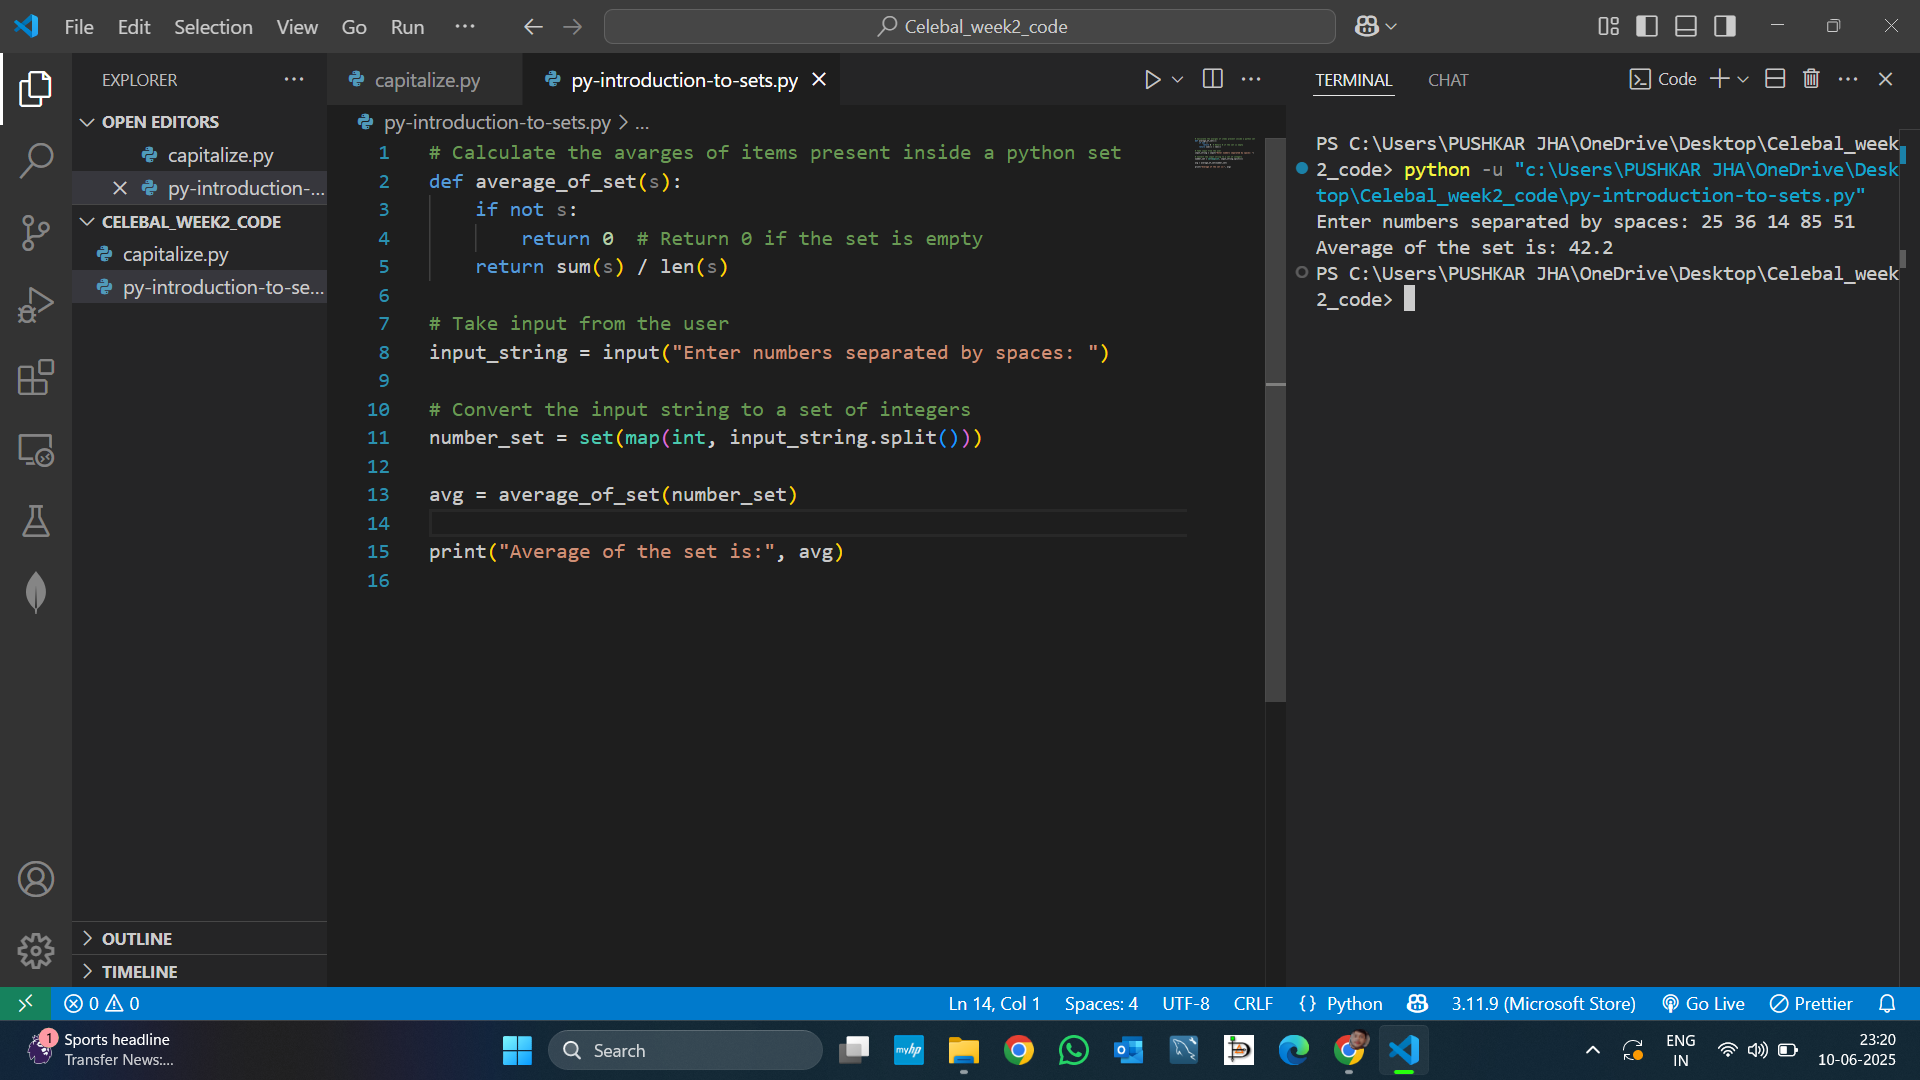 File Edit Selection View Go Run ...
Celebal_week2_code
EXPLORER
OPEN EDITORS
capitalize.py
py-introduction-...
CELEBAL_WEEK2_CODE
capitalize.py
py-introduction-to-se...
OUTLINE
TIMELINE
capitalize.py
py-introduction-to-sets.py
py-introduction-to-sets.py > ...
1 # Calculate the avarges of items present inside a python set
2 def average_of_set(s):
3 if not s:
4 return 0 # Return 0 if the set is empty
5 return sum(s) / len(s)
6
7 # Take input from the user
8 input_string = input("Enter numbers separated by spaces: ")
9
10 # Convert the input string to a set of integers
11 number_set = set(map(int, input_string.split()))
12
13 avg = average_of_set(number_set)
14
15 print("Average of the set is:", avg)
16
TERMINAL CHAT
Code
PS C:\Users\PUSHKAR JHA\OneDrive\Desktop\Celebal_week
2_code> python -u "c:\Users\PUSHKAR JHA\OneDrive\Desk
top\Celebal_week2_code\py-introduction-to-sets.py"
Enter numbers separated by spaces: 25 36 14 85 51
Average of the set is: 42.2
PS C:\Users\PUSHKAR JHA\OneDrive\Desktop\Celebal_week
2_code>
0 0
Ln 14, Col 1 Spaces: 4 UTF-8 CRLF {} Python 3.11.9 (Microsoft Store) Go Live Prettier
1
Sports headline
Transfer News:...
Search
myhp
ENG
IN
23:20
10-06-2025